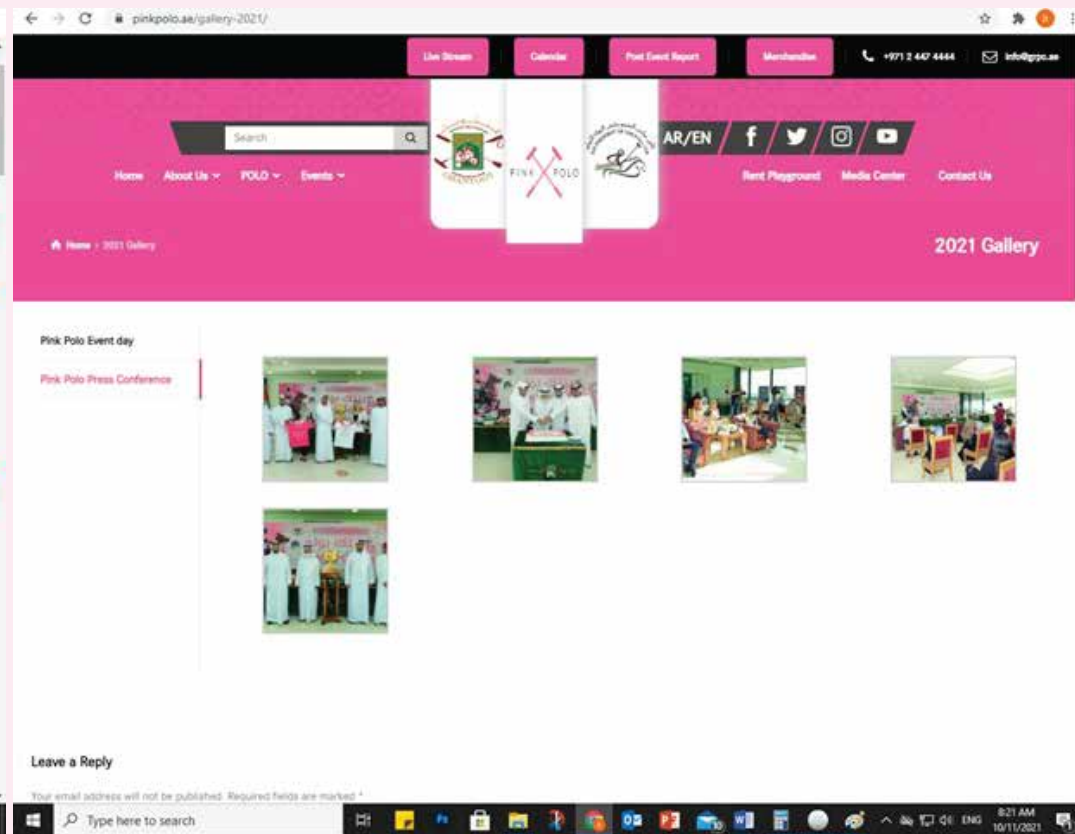 pinkpolo.ae/gallery-2021/
Live Stream
Calendar
Post Event Report
Merchandise
+971 2 447 4444
info@grpc.ae
Search
GHANTOOT
PINK POLO
AR/EN
Home
About Us
POLO
Events
Rent Playground
Media Center
Contact Us
Home > 2021 Gallery
2021 Gallery
Pink Polo Event day
Pink Polo Press Conference
Leave a Reply
Your email address will not be published. Required fields are marked *
Type here to search
ENG
8:21 AM
10/11/2021